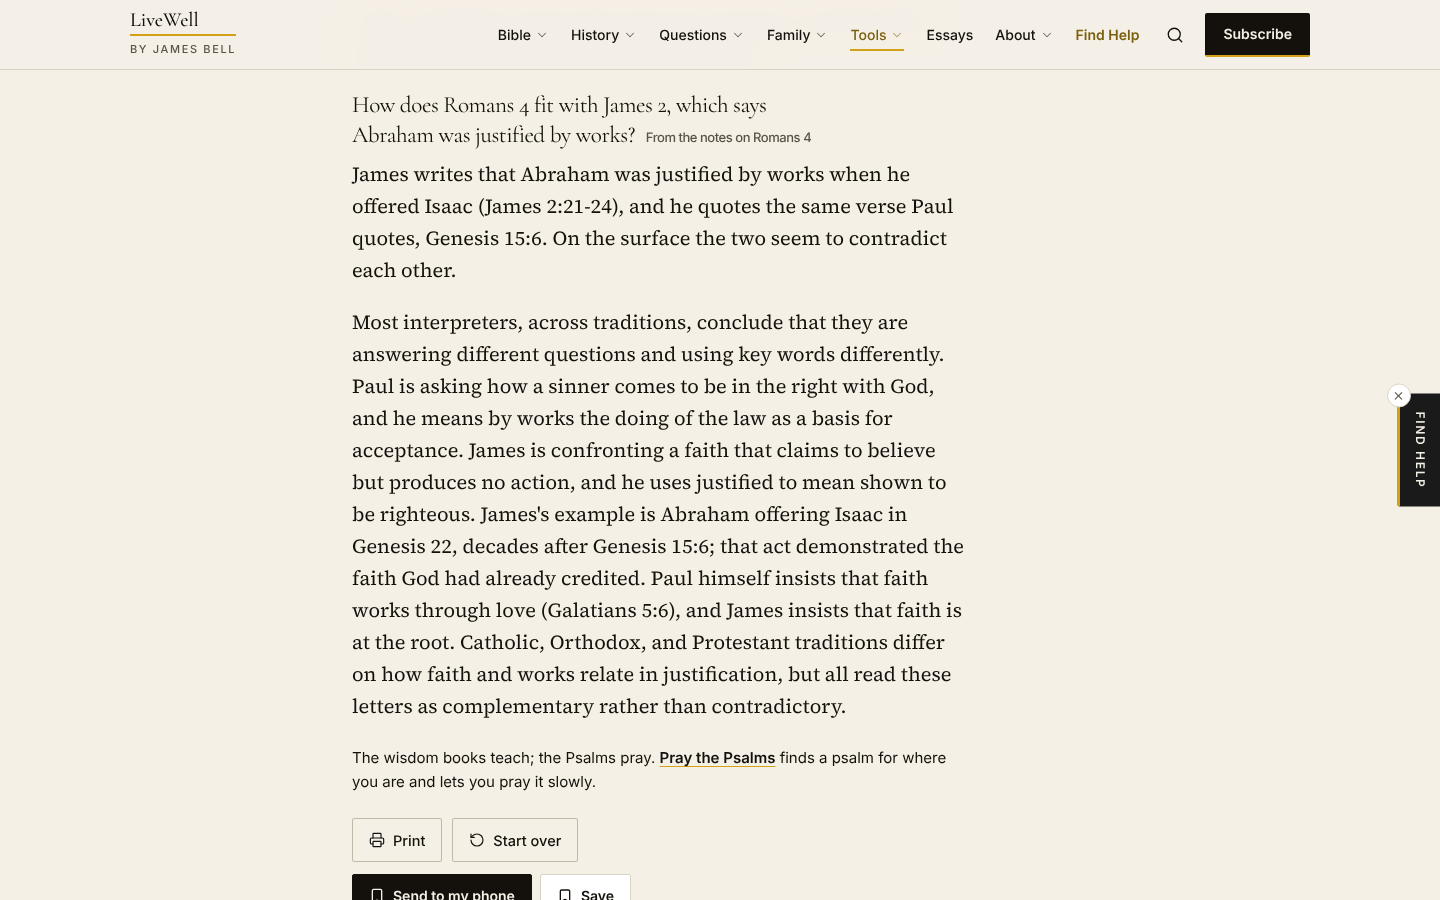 LiveWell
BY JAMES BELL
Bible
History
Questions
Family
Tools
Essays
About
Find Help
Subscribe
How does Romans 4 fit with James 2, which says
Abraham was justified by works? From the notes on Romans 4
James writes that Abraham was justified by works when he
offered Isaac (James 2:21-24), and he quotes the same verse Paul
quotes, Genesis 15:6. On the surface the two seem to contradict
each other.
Most interpreters, across traditions, conclude that they are
answering different questions and using key words differently.
Paul is asking how a sinner comes to be in the right with God,
and he means by works the doing of the law as a basis for
acceptance. James is confronting a faith that claims to believe
but produces no action, and he uses justified to mean shown to
be righteous. James's example is Abraham offering Isaac in
Genesis 22, decades after Genesis 15:6; that act demonstrated the
faith God had already credited. Paul himself insists that faith
works through love (Galatians 5:6), and James insists that faith is
at the root. Catholic, Orthodox, and Protestant traditions differ
on how faith and works relate in justification, but all read these
letters as complementary rather than contradictory.
The wisdom books teach; the Psalms pray. Pray the Psalms finds a psalm for where
you are and lets you pray it slowly.
Print
Start over
Send to my phone
Save
FIND HELP